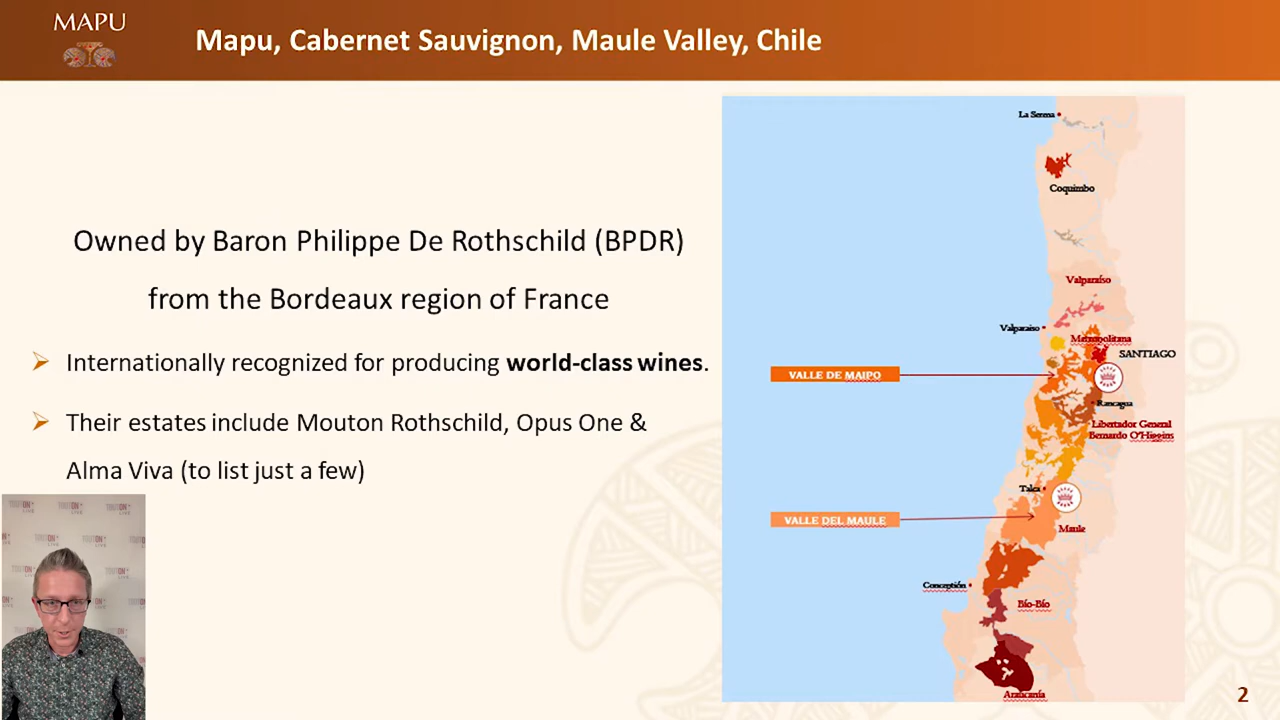 MAPU
Mapu, Cabernet Sauvignon, Maule Valley, Chile
Owned by Baron Philippe De Rothschild (BPDR)
from the Bordeaux region of France
Internationally recognized for producing world-class wines.
Their estates include Mouton Rothschild, Opus One &
Alma Viva (to list just a few)
La Serena
Coquimbo
Valparaíso
Valparaiso
Metropolitana
SANTIAGO
VALLE DE MAIPO
Rancagua
Libertador General
Bernardo O'Higgins
Talca
VALLE DEL MAULE
Maule
Conceptión
Bío-Bío
Araucanía
2